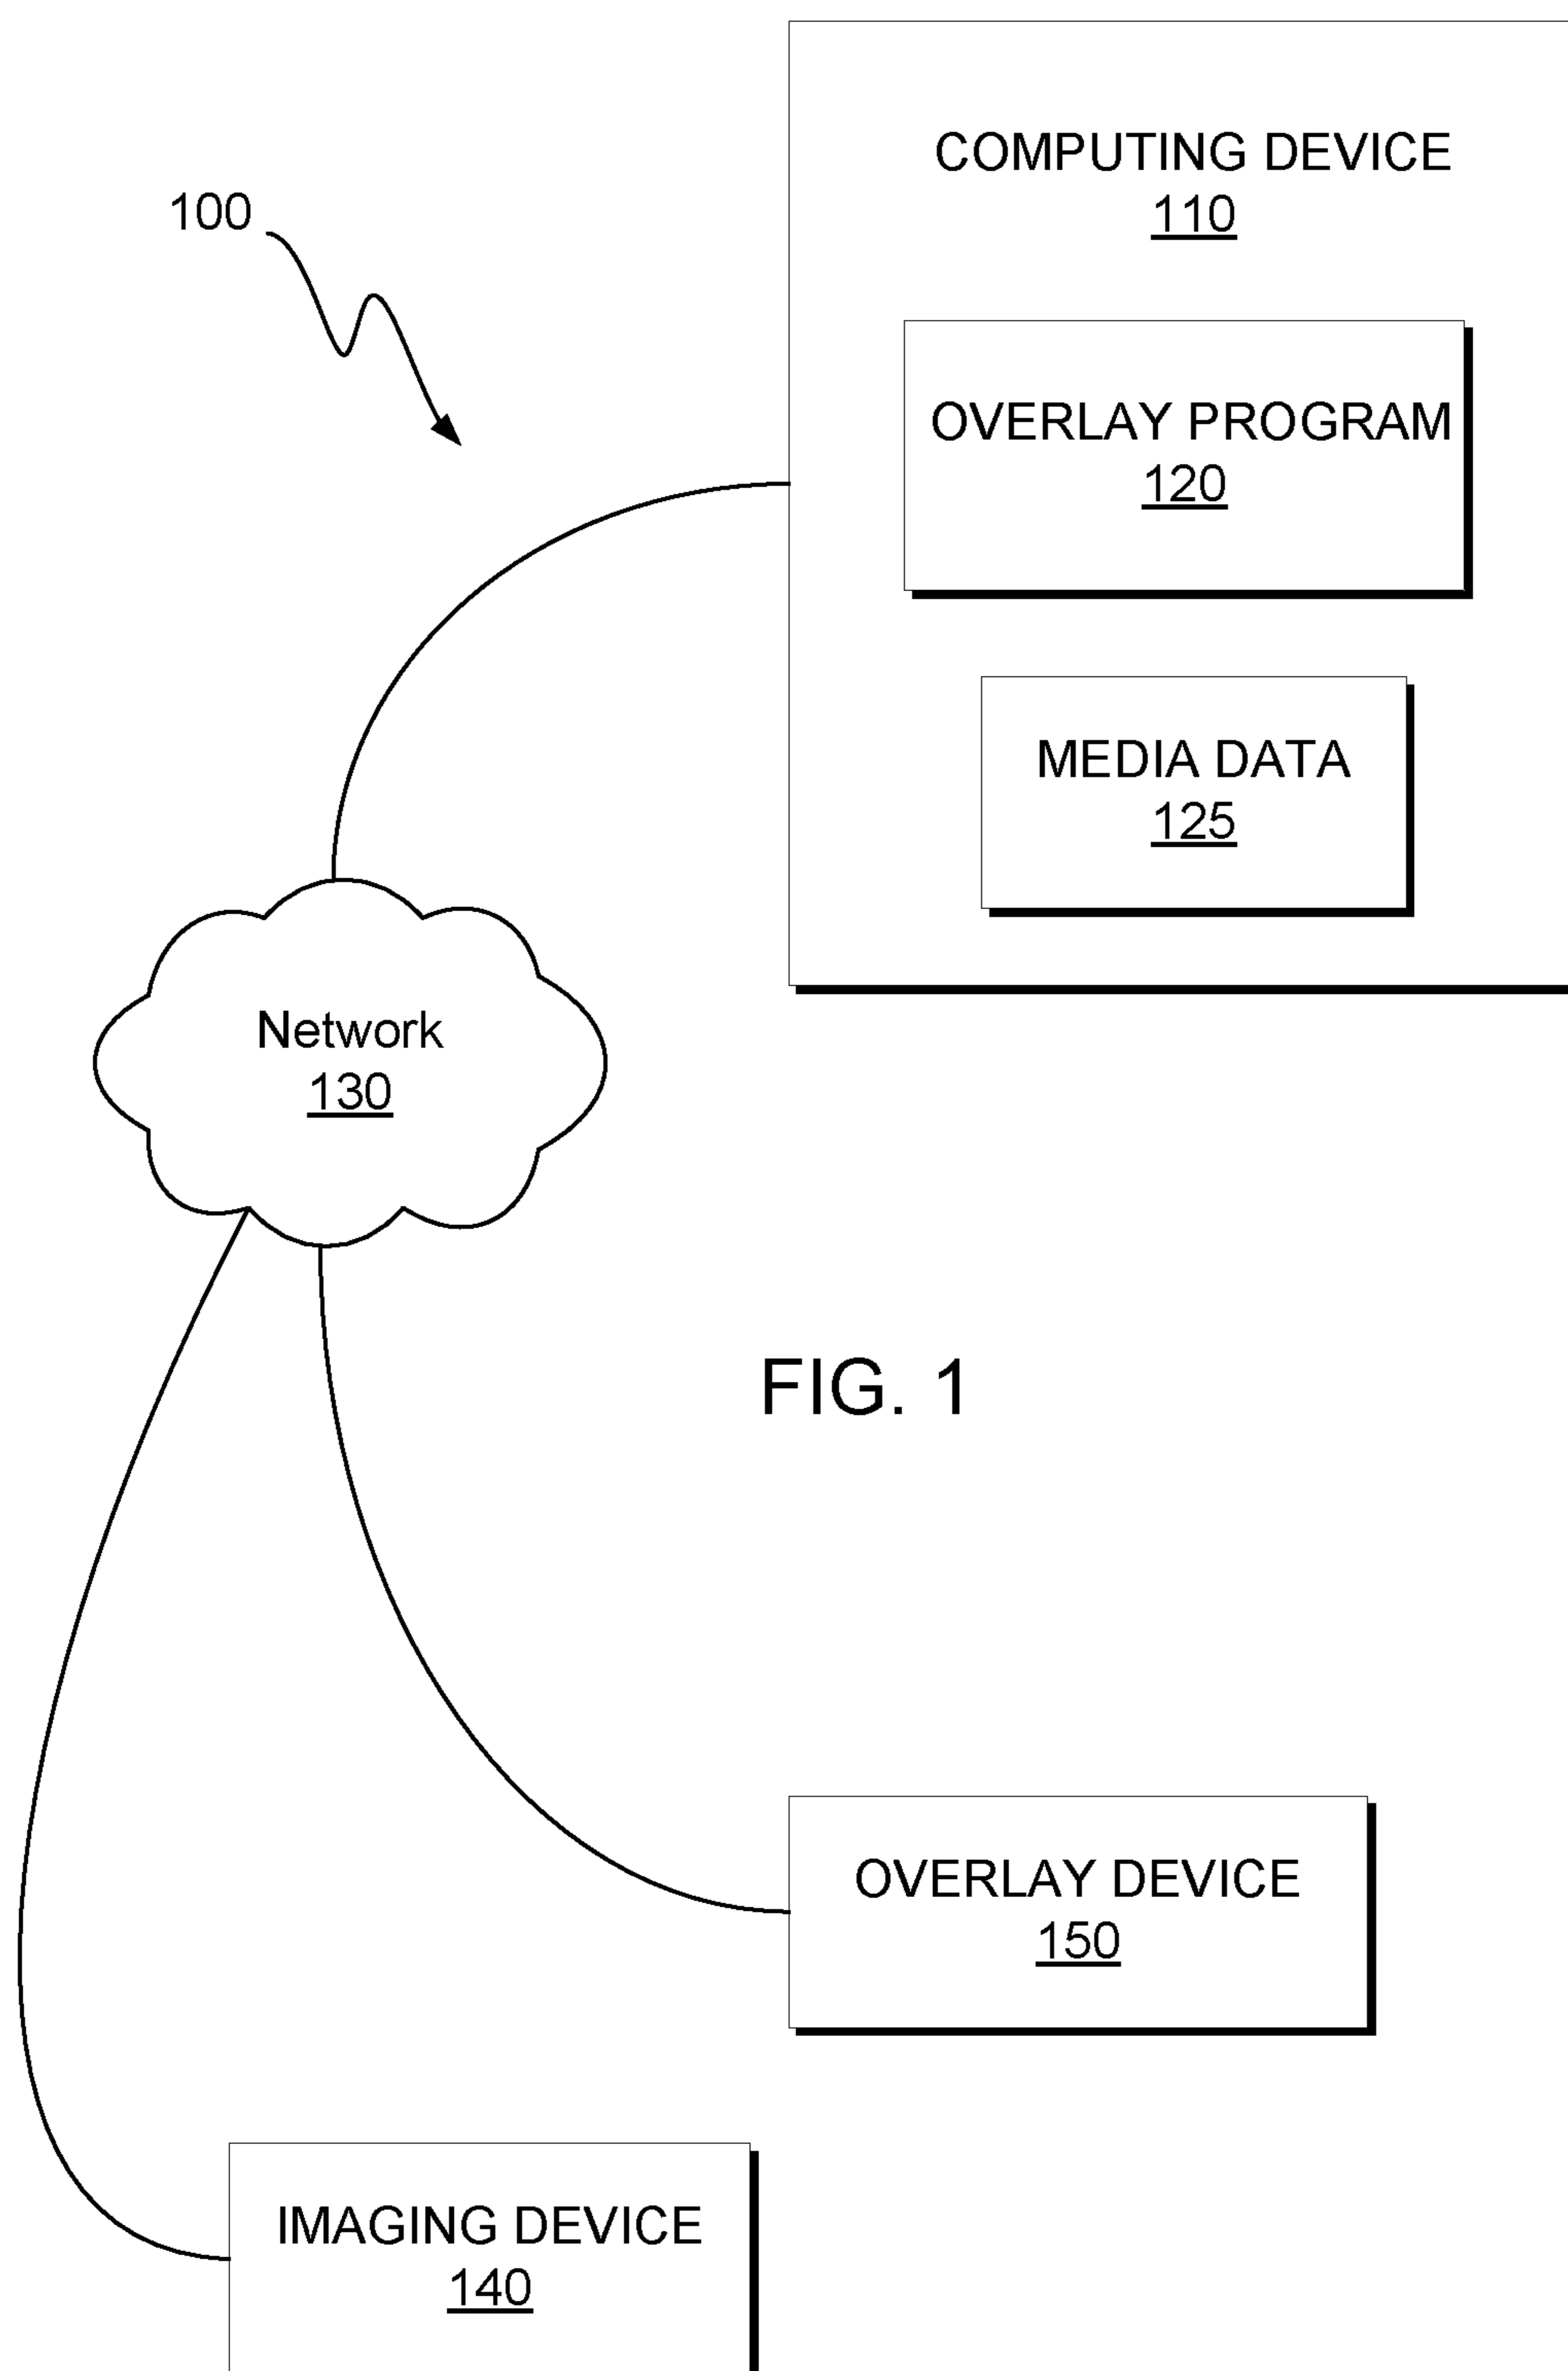 100
COMPUTING DEVICE
110
OVERLAY PROGRAM
120
MEDIA DATA
125
Network
130
FIG. 1
OVERLAY DEVICE
150
IMAGING DEVICE
140